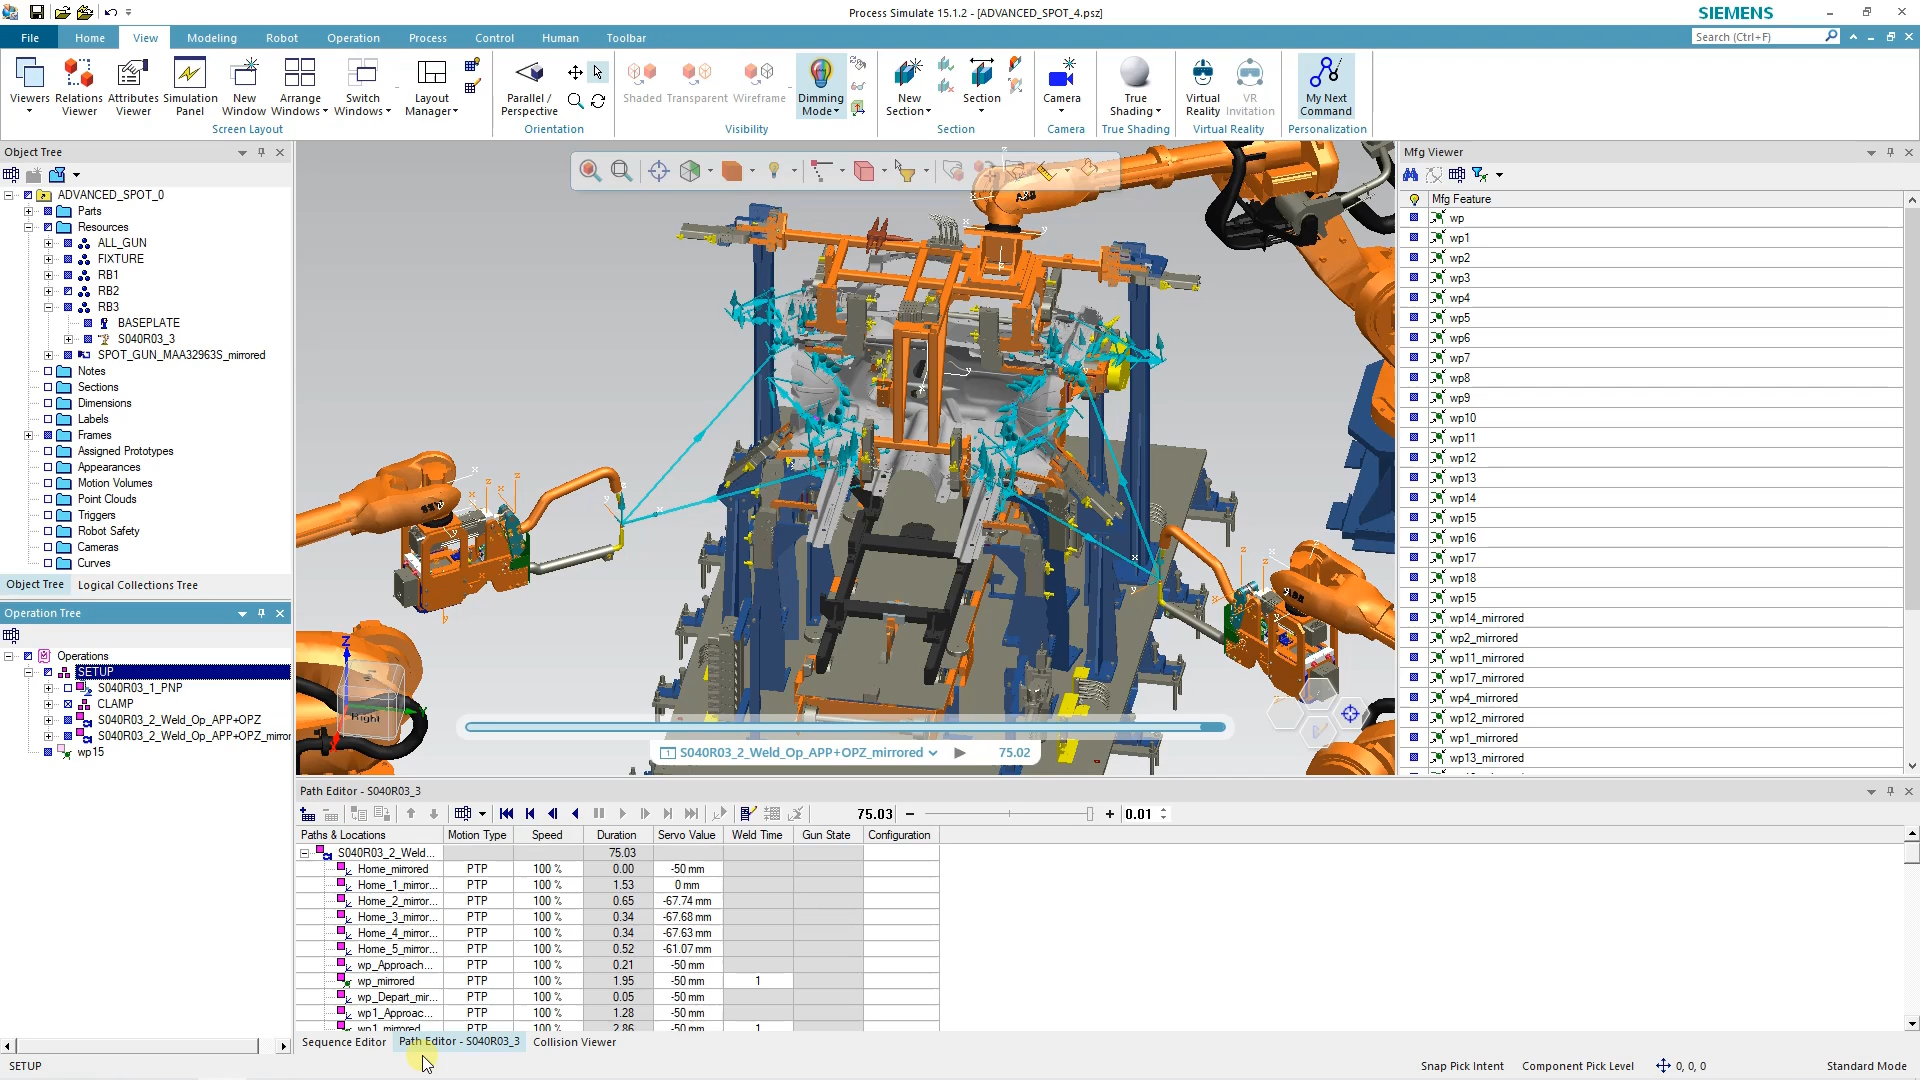 Process Simulate 15.1.2 - [ADVANCED_SPOT_4.psz]
SIEMENS
File Home View Modeling Robot Operation Process Control Human Toolbar
Search (Ctrl+F)
Viewers
Relations Viewer
Attributes Viewer
Simulation Panel
New Window
Arrange Windows
Switch Windows
Layout Manager
Screen Layout
Parallel / Perspective
Orientation
Shaded
Transparent
Wireframe
Dimming Mode
Visibility
New Section
Section
Section
Camera
Camera
True Shading
True Shading
Virtual Reality
VR Invitation
Virtual Reality
My Next Command
Personalization
Object Tree
ADVANCED_SPOT_0
Parts
Resources
ALL_GUN
FIXTURE
RB1
RB2
RB3
BASEPLATE
S040R03_3
SPOT_GUN_MAA32963S_mirrored
Notes
Sections
Dimensions
Labels
Frames
Assigned Prototypes
Appearances
Motion Volumes
Point Clouds
Triggers
Robot Safety
Cameras
Curves
Object Tree
Logical Collections Tree
Operation Tree
Operations
SETUP
S040R03_1_PNP
CLAMP
S040R03_2_Weld_Op_APP+OPZ
S040R03_2_Weld_Op_APP+OPZ_mirror
wp15
Right
ABB
S040R03_2_Weld_Op_APP+OPZ_mirrored
75.02
Mfg Viewer
Mfg Feature
wp
wp1
wp2
wp3
wp4
wp5
wp6
wp7
wp8
wp9
wp10
wp11
wp12
wp13
wp14
wp15
wp16
wp17
wp18
wp15
wp14_mirrored
wp2_mirrored
wp11_mirrored
wp17_mirrored
wp4_mirrored
wp12_mirrored
wp1_mirrored
wp13_mirrored
Path Editor - S040R03_3
75.03
0.01
Paths & Locations Motion Type Speed Duration Servo Value Weld Time Gun State Configuration
S040R03_2_Weld... 75.03
Home_mirrored PTP 100 % 0.00 -50 mm
Home_1_mirror... PTP 100 % 1.53 0 mm
Home_2_mirror... PTP 100 % 0.65 -67.74 mm
Home_3_mirror... PTP 100 % 0.34 -67.68 mm
Home_4_mirror... PTP 100 % 0.34 -67.63 mm
Home_5_mirror... PTP 100 % 0.52 -61.07 mm
wp_Approach... PTP 100 % 0.21 -50 mm
wp_mirrored PTP 100 % 1.95 -50 mm 1
wp_Depart_mir... PTP 100 % 0.05 -50 mm
wp1_Approac... PTP 100 % 1.28 -50 mm
wp1_mirrored PTP 100 % 2.86 -50 mm 1
Sequence Editor
Path Editor - S040R03_3
Collision Viewer
SETUP
Snap Pick Intent
Component Pick Level
0, 0, 0
Standard Mode